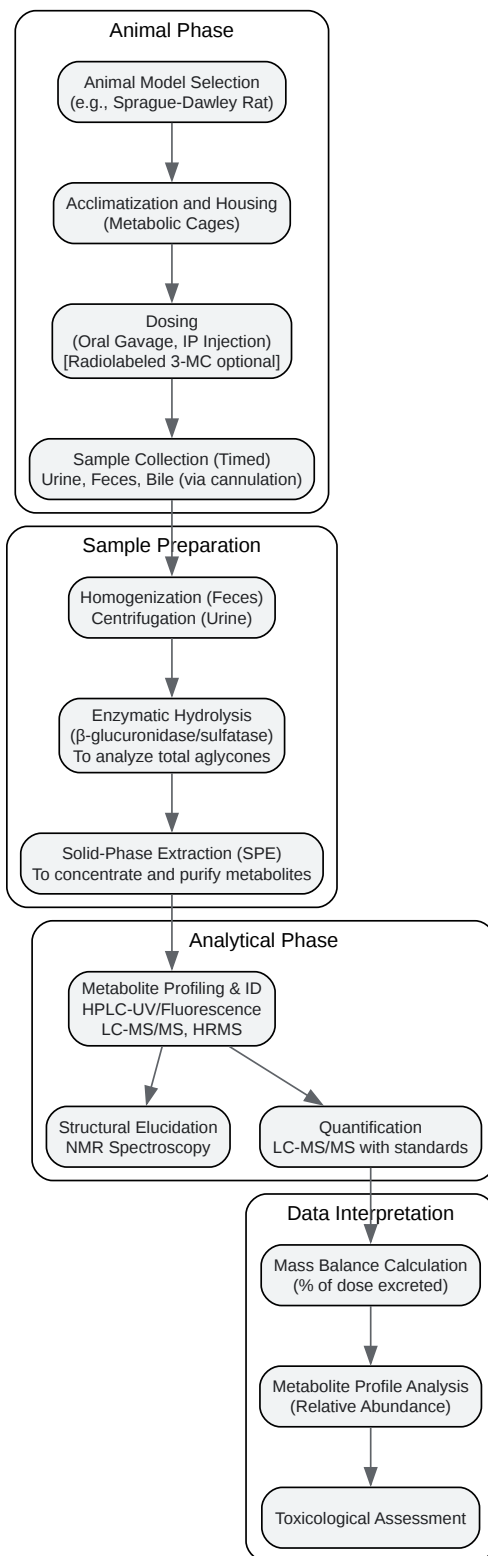 Animal Phase
Animal Model Selection
(e.g., Sprague-Dawley Rat)
Acclimatization and Housing
(Metabolic Cages)
Dosing
(Oral Gavage, IP Injection)
[Radiolabeled 3-MC optional]
Sample Collection (Timed)
Urine, Feces, Bile (via cannulation)
Sample Preparation
Homogenization (Feces)
Centrifugation (Urine)
Enzymatic Hydrolysis
(β-glucuronidase/sulfatase)
To analyze total aglycones
Solid-Phase Extraction (SPE)
To concentrate and purify metabolites
Analytical Phase
Metabolite Profiling & ID
HPLC-UV/Fluorescence
LC-MS/MS, HRMS
Structural Elucidation
NMR Spectroscopy
Quantification
LC-MS/MS with standards
Data Interpretation
Mass Balance Calculation
(% of dose excreted)
Metabolite Profile Analysis
(Relative Abundance)
Toxicological Assessment